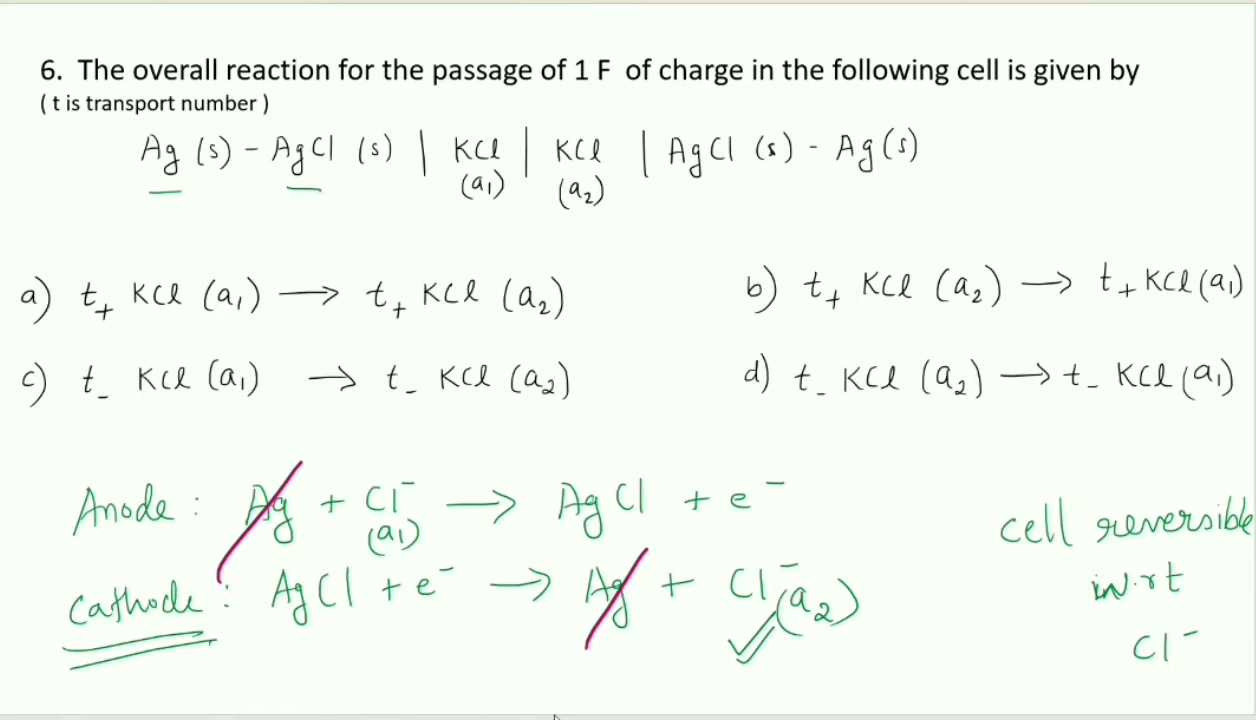 6. The overall reaction for the passage of 1 F of charge in the following cell is given by
( t is transport number )
Ag (s) - AgCl (s) | KCl | KCl | AgCl (s) - Ag(s)
(a₁) (a₂)
a) t₊ KCl (a₁) → t₊ KCl (a₂)
b) t₊ KCl (a₂) → t₊ KCl (a₁)
c) t₋ KCl (a₁) → t₋ KCl (a₂)
d) t₋ KCl (a₂) → t₋ KCl (a₁)
Anode : Ag + Cl⁻ → AgCl + e⁻
(a₁)
Cathode : AgCl + e⁻ → Ag + Cl⁻(a₂)
cell reversible
w.rt
Cl⁻